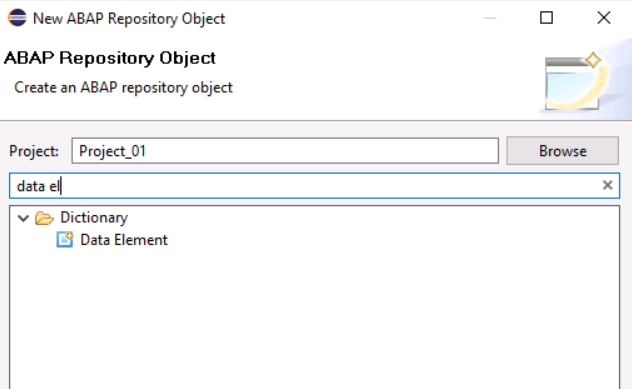 New ABAP Repository Object
ABAP Repository Object
Create an ABAP repository object
Project: Project_01 Browse
data el
Dictionary
Data Element